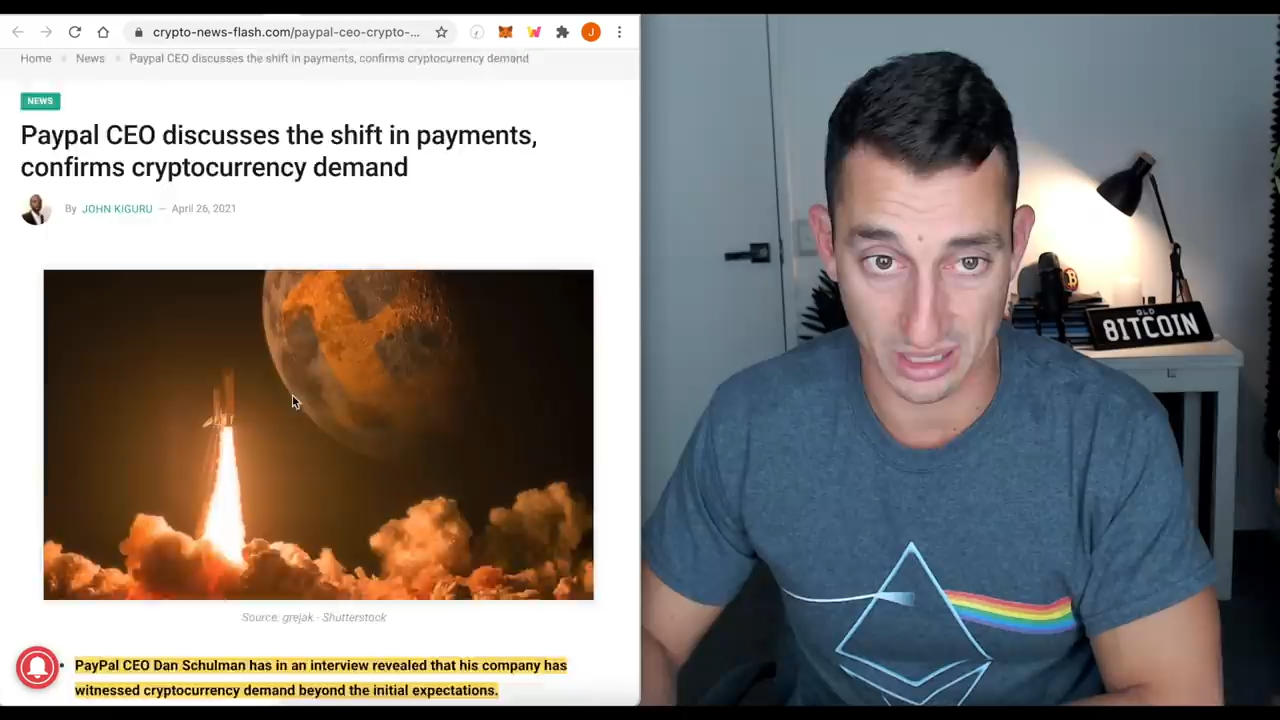 crypto-news-flash.com/paypal-ceo-crypto-...
J
Home News Paypal CEO discusses the shift in payments, confirms cryptocurrency demand
NEWS
Paypal CEO discusses the shift in payments,
confirms cryptocurrency demand
By JOHN KIGURU — April 26, 2021
Source: grejak - Shutterstock
• PayPal CEO Dan Schulman has in an interview revealed that his company has
witnessed cryptocurrency demand beyond the initial expectations.
QLD
BITCOIN